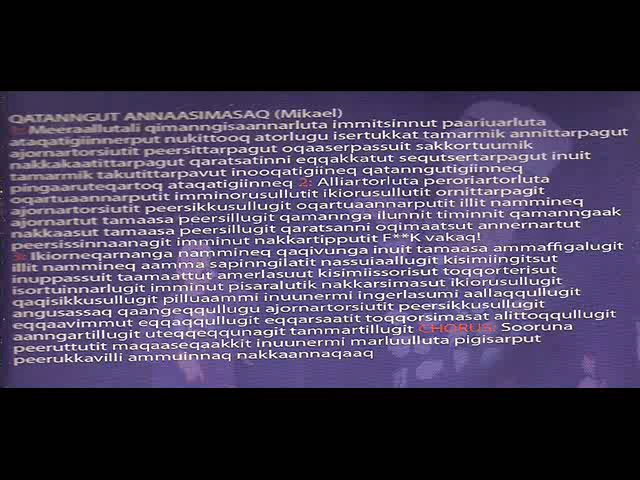 QATANNGUT ANNAASIMASAQ (Mikael)
1: Meeraallutali qimanngisaannarluta immitsinnut paariuarluta
ataqatigiinnerput nukittooq atorlugu isertukkat tamarmik annittarpagut
ajornartorsiutit peersittarpagut oqaaserpassuit sakkortuumik
nakkakaatittarpagut qaratsatinni eqqakkatut sequtsertarpagut inuit
tamarmik takutittarpavut inooqatigiineq qatanngutigiinneq
pingaaruteqartoq ataqatigiinneq 2: Alliartorluta peroriartorluta
oqartuaannarputit imminorusullutit ikiorusullutit ornittarpagit
ajornartorsiutit peersikkusullugit oqartuaannarputit illit nammineq
ajornartut tamaasa peersillugit qamannga ilunnit timinnit qamanngaak
nakkaasut tamaasa peersillugit qaratsanni oqimaatsut annernartut
peersissinnaanagit imminut nakkartipputit F**K vakaq!
3: Ikiorneqarnanga nammineq qaqivunga inuit tamaasa ammaffigalugit
illit nammineq aamma sapinngilatit nassuiaallugit kisimiingitsut
inuppassuit taamaattut amerlasuut kisimiissorisut toqqorterisut
isortuinnarlugit imminut pisaralutik nakkarsimasut ikiorusullugit
qaqisikkusullugit pilluaammi inuunermi ingerlasumi aallaqqullugit
angusassaq qaangeqqullugu ajornartorsiutit peersikkusullugit
eqqaavimmut eqqaqqullugit eqqarsaatit toqqorsimasat alittoqqullugit
aanngartillugit uteqqeqqunagit tammartillugit CHORUS: Sooruna
peeruttutit maqaaseqaakkit inuunermi marluulluta pigisarput
peerukkavilli ammuinnaq nakkaannaqaaq